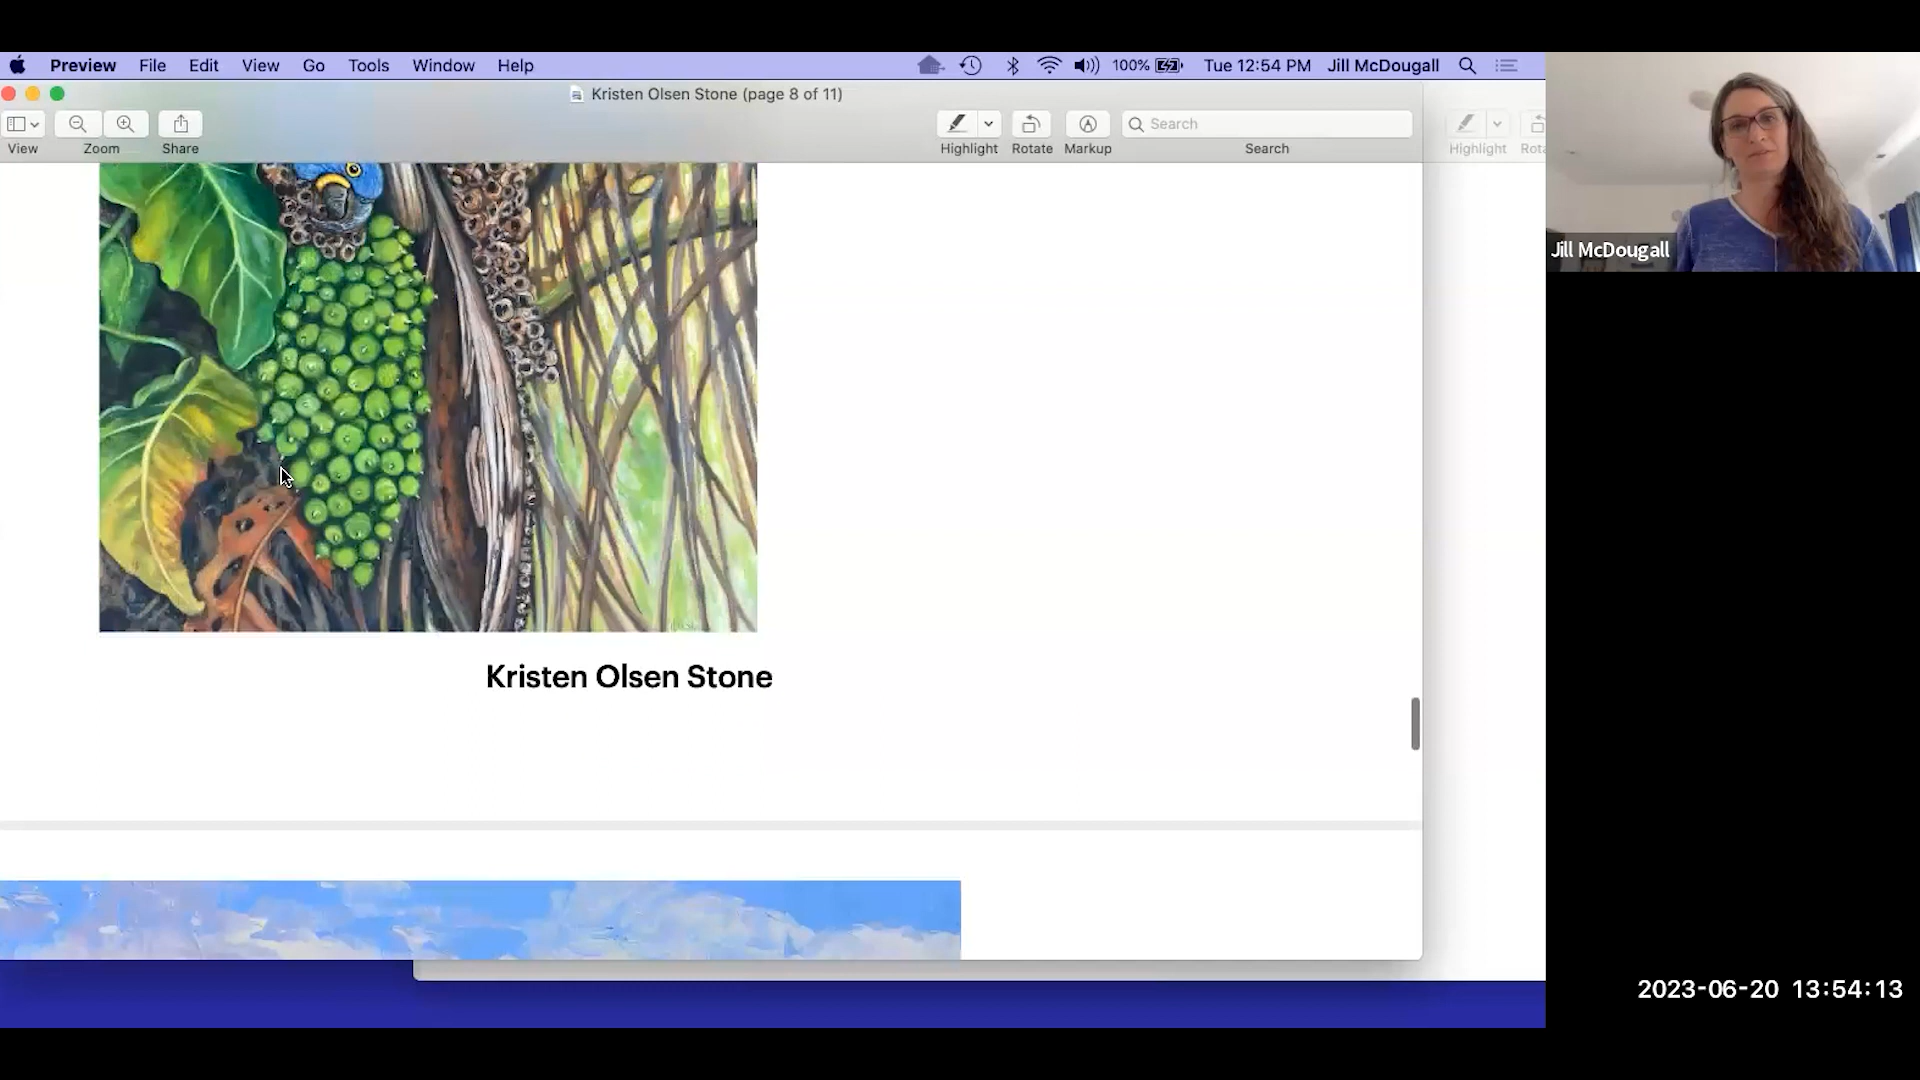 Preview File Edit View Go Tools Window Help 100% Tue 12:54 PM Jill McDougall
Kristen Olsen Stone (page 8 of 11)
Search
View Zoom Share Highlight Rotate Markup Search Highlight Rota
Jill McDougall
Kristen Olsen Stone
2023-06-20 13:54:13